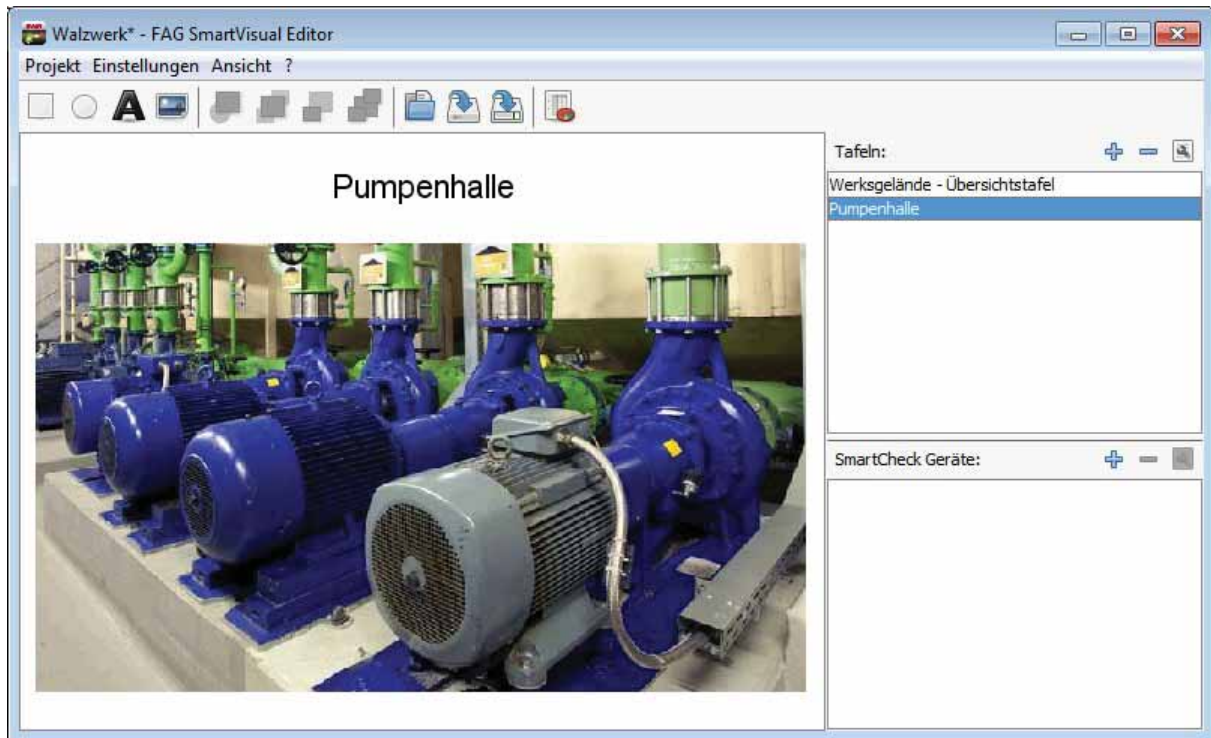 Walzwerk* - FAG SmartVisual Editor
Projekt Einstellungen Ansicht ?
Pumpenhalle
Tafeln:
Werksgelände - Übersichtstafel
Pumpenhalle
SmartCheck Geräte: